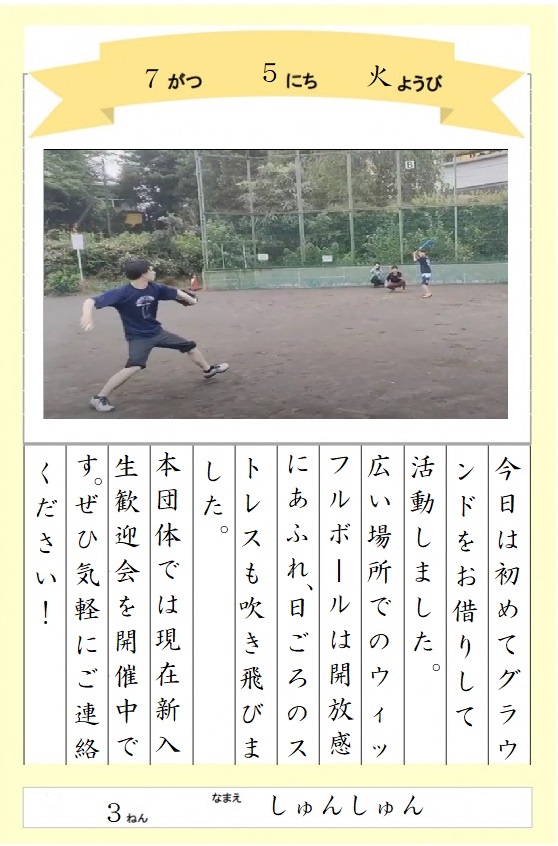 7がつ 5にち 火ようび
今日は初めてグラウ
ンドをお借りして
活動しました。
広い場所でのウィッ
フルボールは開放感
にあふれ、日ごろのス
トレスも吹き飛びま
した。
本団体では現在新入
生歓迎会を開催中で
す。ぜひ気軽にご連絡
ください！
3ねん なまえ しゅんしゅん